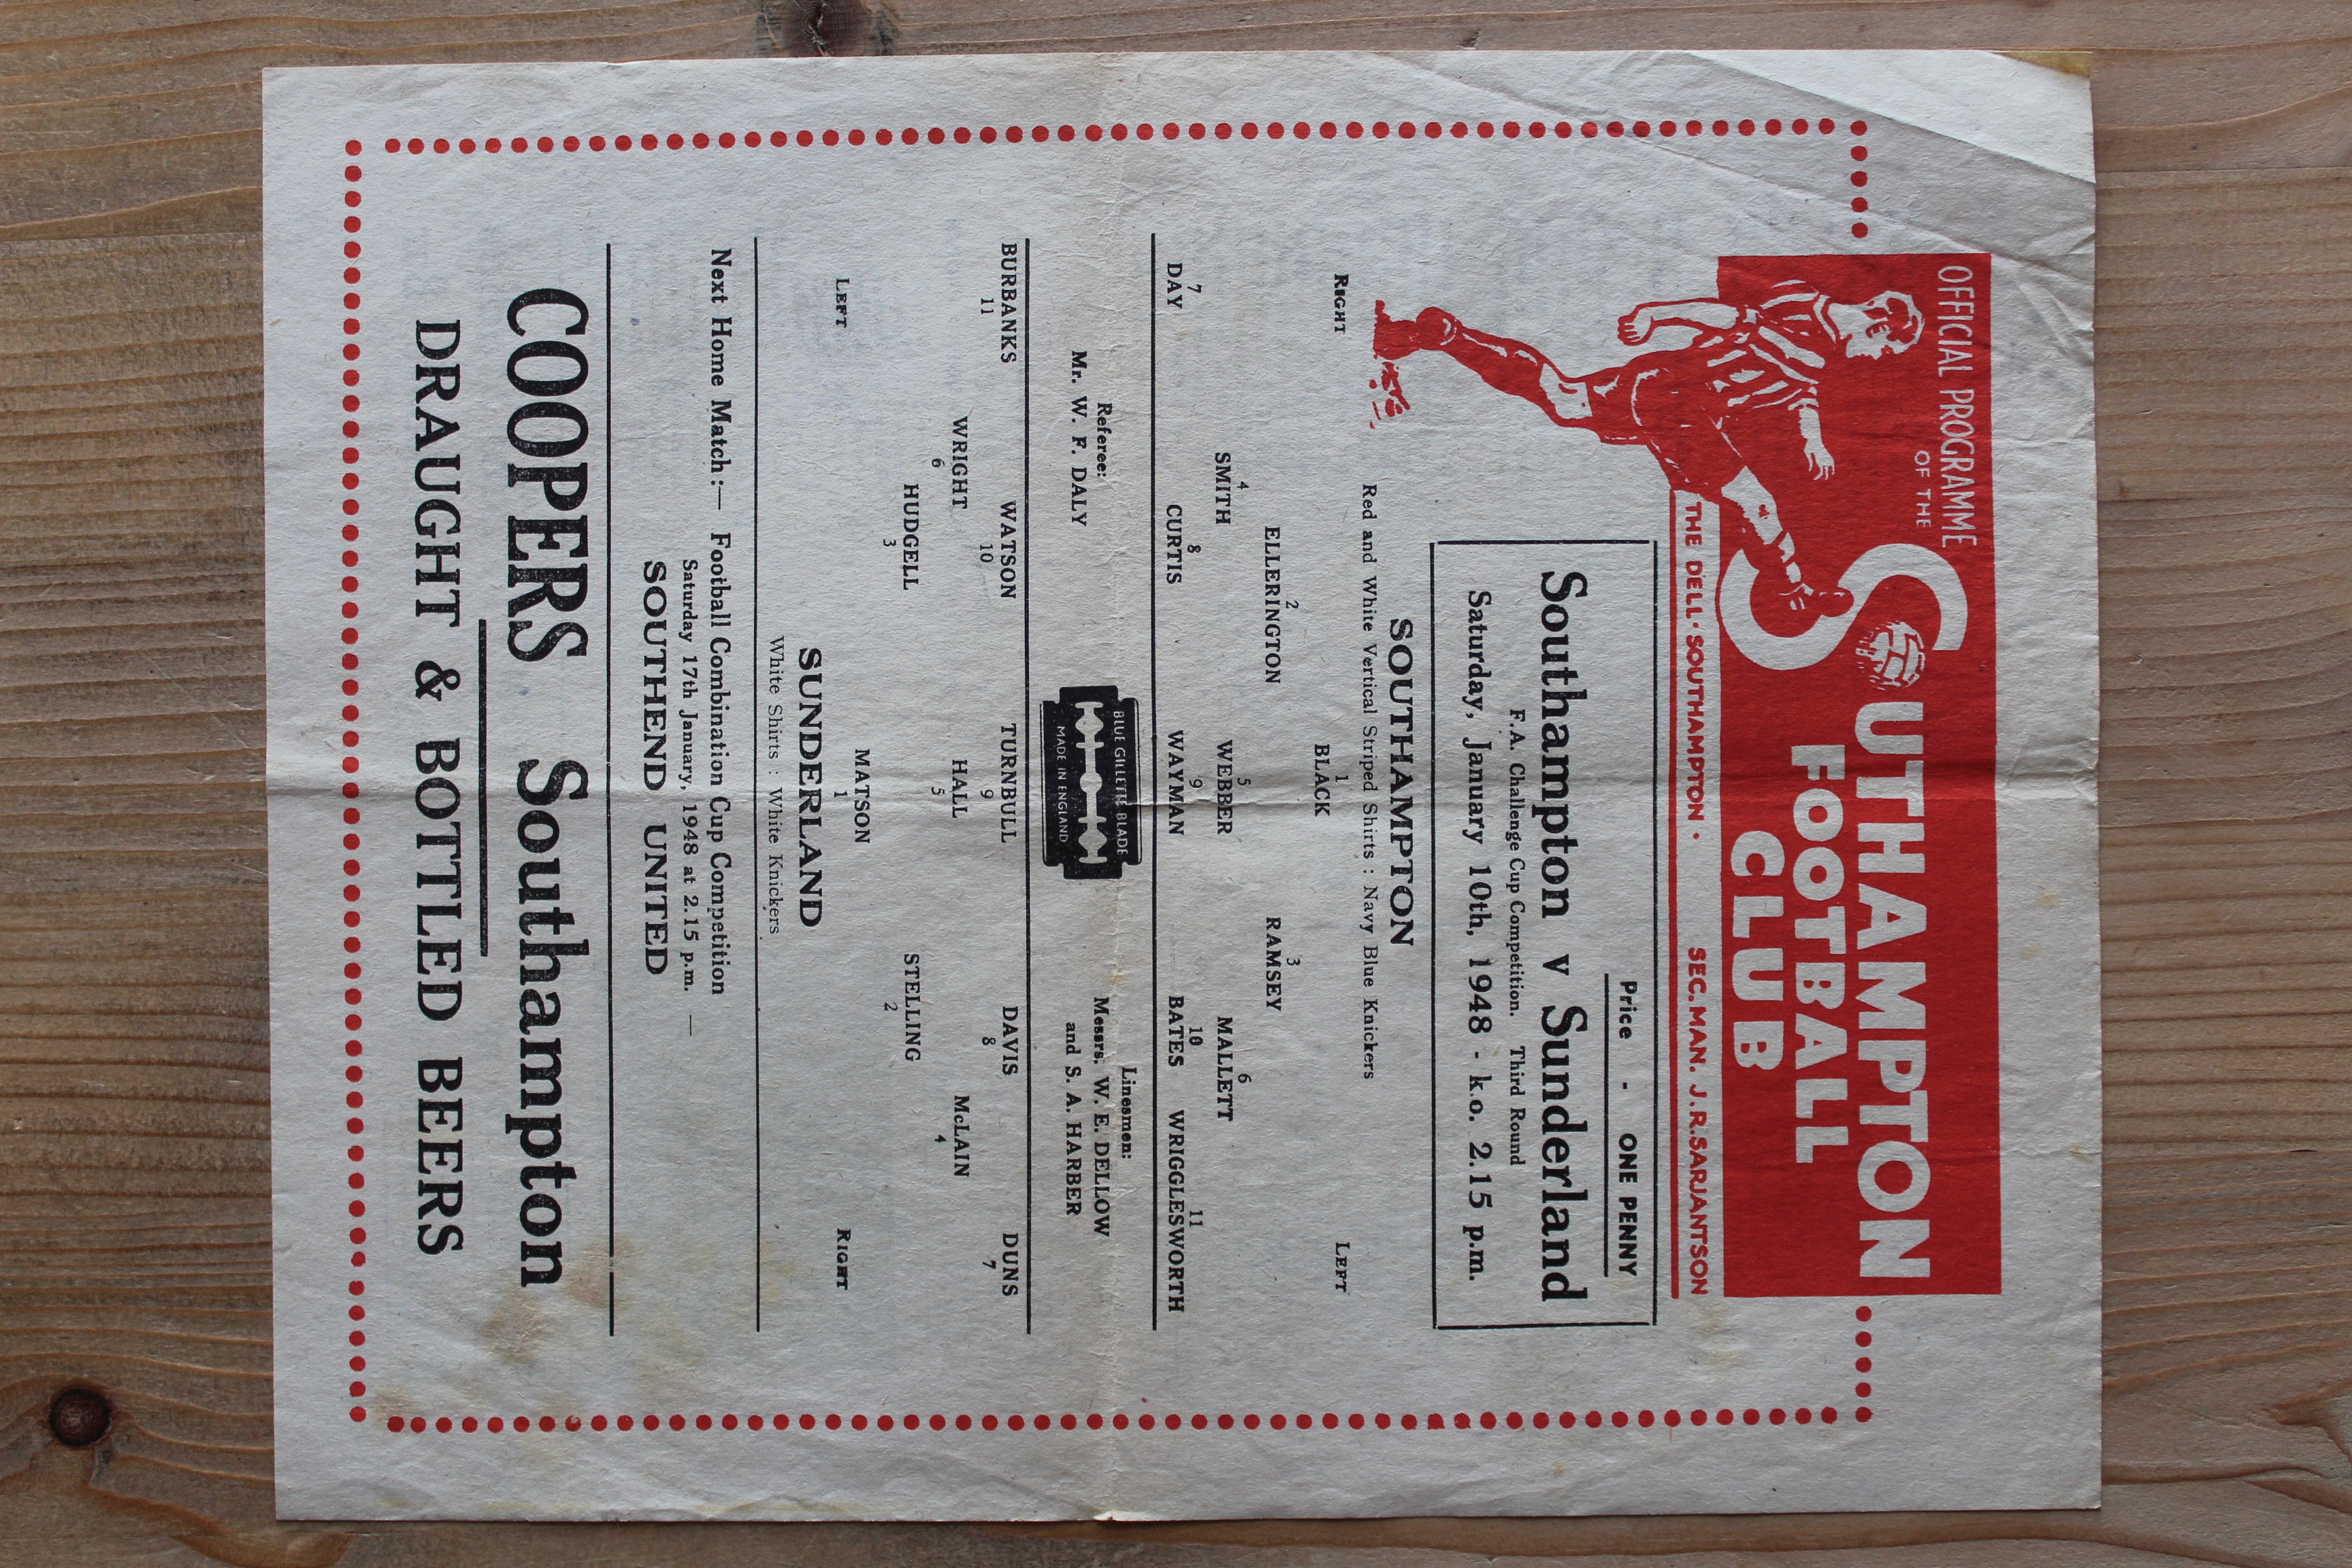 OFFICIAL PROGRAMME
OF THE
SOUTHAMPTON
FOOTBALL
CLUB
THE DELL · SOUTHAMPTON · SEC. MAN. J. R. SARJANTSON
Price - ONE PENNY
Southampton v Sunderland
F.A. Challenge Cup Competition. Third Round
Saturday, January 10th, 1948 - k.o. 2.15 p.m.
SOUTHAMPTON
Red and White Vertical Striped Shirts : Navy Blue Knickers
RIGHT LEFT
1
BLACK
2 3
ELLERINGTON RAMSEY
4 5 6
SMITH WEBBER MALLETT
7 8 9 10 11
DAY CURTIS WAYMAN BATES WRIGGLESWORTH
Referee:
Mr. W. F. DALY
BLUE GILLETTE BLADE
MADE IN ENGLAND
Linesmen:
Messrs. W. E. DELLOW
and S. A. HARBER
BURBANKS WATSON TURNBULL DAVIS DUNS
11 10 9 8 7
WRIGHT HALL McLAIN
6 5 4
HUDGELL STELLING
3 2
MATSON
1
LEFT RIGHT
SUNDERLAND
White Shirts : White Knickers
Next Home Match :— Football Combination Cup Competition
Saturday 17th January, 1948 at 2.15 p.m. —
SOUTHEND UNITED
COOPERS Southampton
DRAUGHT & BOTTLED BEERS